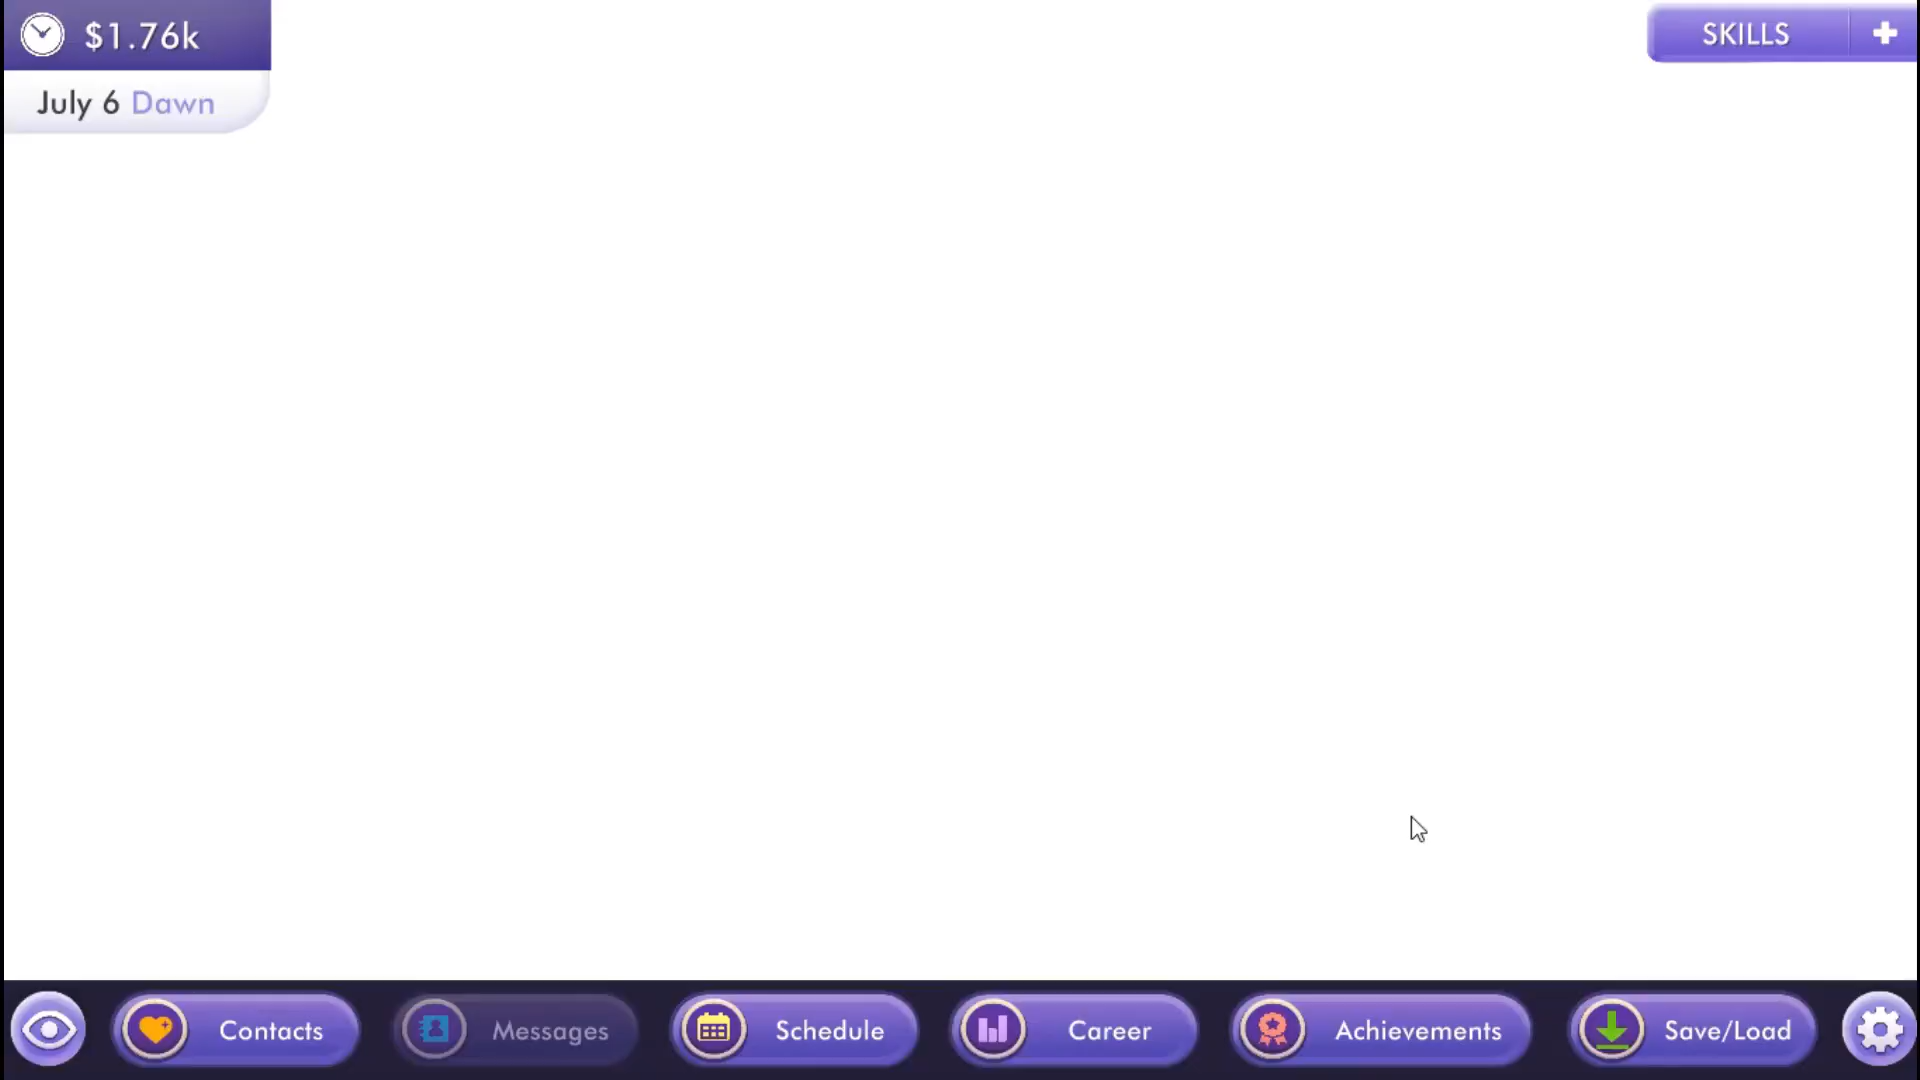 $1.76k
SKILLS
July 6 Dawn
Contacts
Messages
Schedule
Career
Achievements
Save/Load